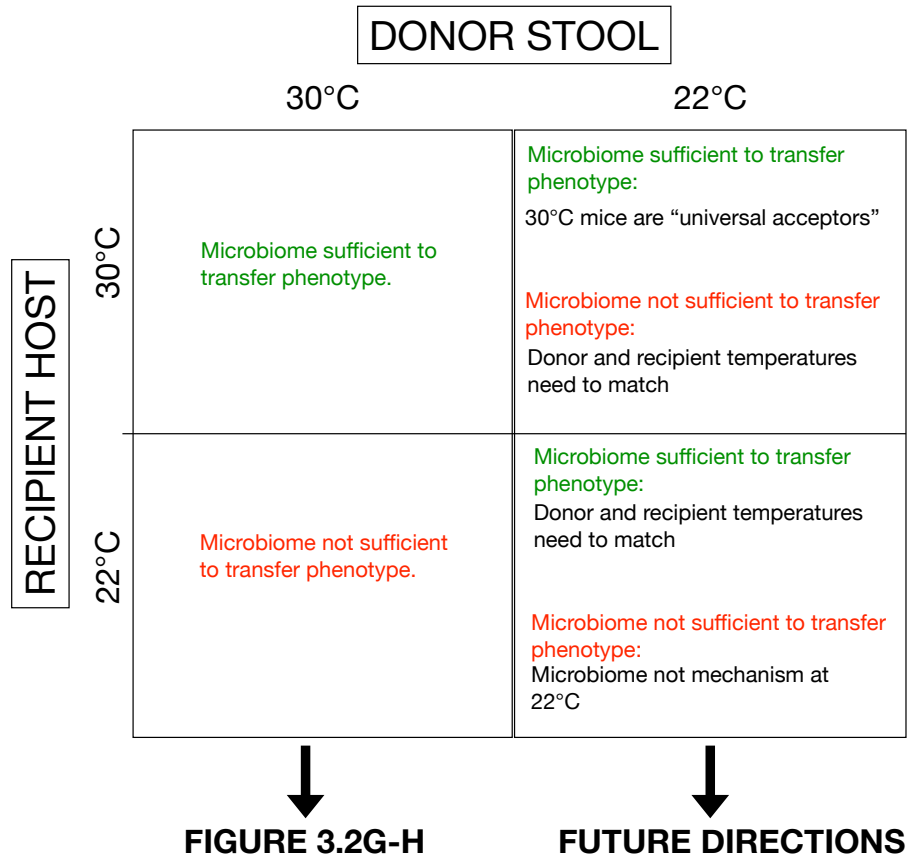 DONOR STOOL
30°C
22°C
RECIPIENT HOST
30°C
Microbiome sufficient to
transfer phenotype.
Microbiome sufficient to transfer
phenotype:
30°C mice are “universal acceptors”
Microbiome not sufficient to transfer
phenotype:
Donor and recipient temperatures
need to match
22°C
Microbiome not sufficient
to transfer phenotype.
Microbiome sufficient to transfer
phenotype:
Donor and recipient temperatures
need to match
Microbiome not sufficient to transfer
phenotype:
Microbiome not mechanism at
22°C
FIGURE 3.2G-H
FUTURE DIRECTIONS